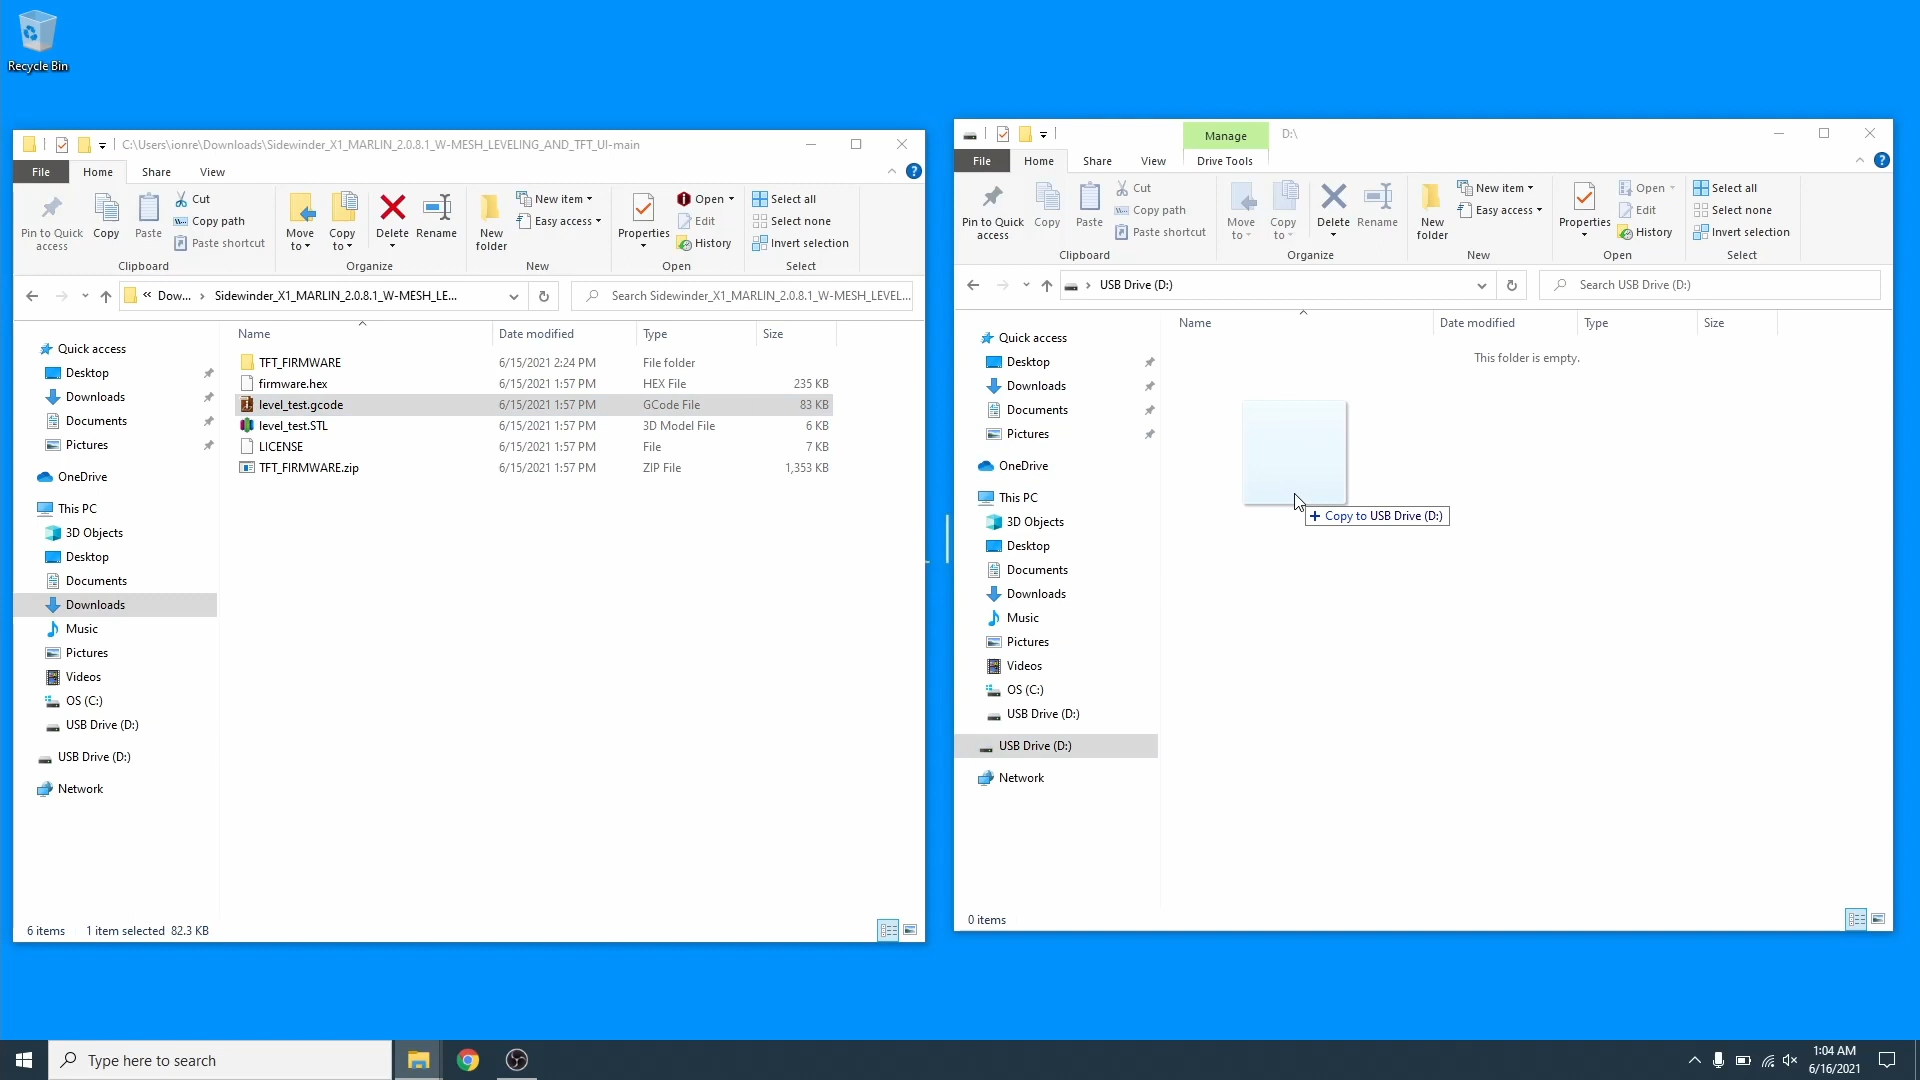 Recycle Bin
C:\Users\ionre\Downloads\Sidewinder_X1_MARLIN_2.0.8.1_W-MESH_LEVELING_AND_TFT_UI-main
File Home Share View
Pin to Quick access
Copy
Paste
Cut
Copy path
Paste shortcut
Clipboard
Move to
Copy to
Delete
Rename
Organize
New folder
New item
Easy access
New
Properties
Open
Edit
History
Open
Select all
Select none
Invert selection
Select
« Dow... › Sidewinder_X1_MARLIN_2.0.8.1_W-MESH_LE...
Search Sidewinder_X1_MARLIN_2.0.8.1_W-MESH_LEVEL...
Quick access
Desktop
Downloads
Documents
Pictures
OneDrive
This PC
3D Objects
Desktop
Documents
Downloads
Music
Pictures
Videos
OS (C:)
USB Drive (D:)
USB Drive (D:)
Network
Name Date modified Type Size
TFT_FIRMWARE 6/15/2021 2:24 PM File folder
firmware.hex 6/15/2021 1:57 PM HEX File 235 KB
level_test.gcode 6/15/2021 1:57 PM GCode File 83 KB
level_test.STL 6/15/2021 1:57 PM 3D Model File 6 KB
LICENSE 6/15/2021 1:57 PM File 7 KB
TFT_FIRMWARE.zip 6/15/2021 1:57 PM ZIP File 1,353 KB
6 items 1 item selected 82.3 KB
Manage D:\
File Home Share View Drive Tools
Pin to Quick access
Copy
Paste
Cut
Copy path
Paste shortcut
Clipboard
Move to
Copy to
Delete
Rename
Organize
New folder
New item
Easy access
New
Properties
Open
Edit
History
Open
Select all
Select none
Invert selection
Select
› USB Drive (D:)
Search USB Drive (D:)
Quick access
Desktop
Downloads
Documents
Pictures
OneDrive
This PC
3D Objects
Desktop
Documents
Downloads
Music
Pictures
Videos
OS (C:)
USB Drive (D:)
USB Drive (D:)
Network
Name Date modified Type Size
This folder is empty.
+ Copy to USB Drive (D:)
0 items
Type here to search
1:04 AM
6/16/2021